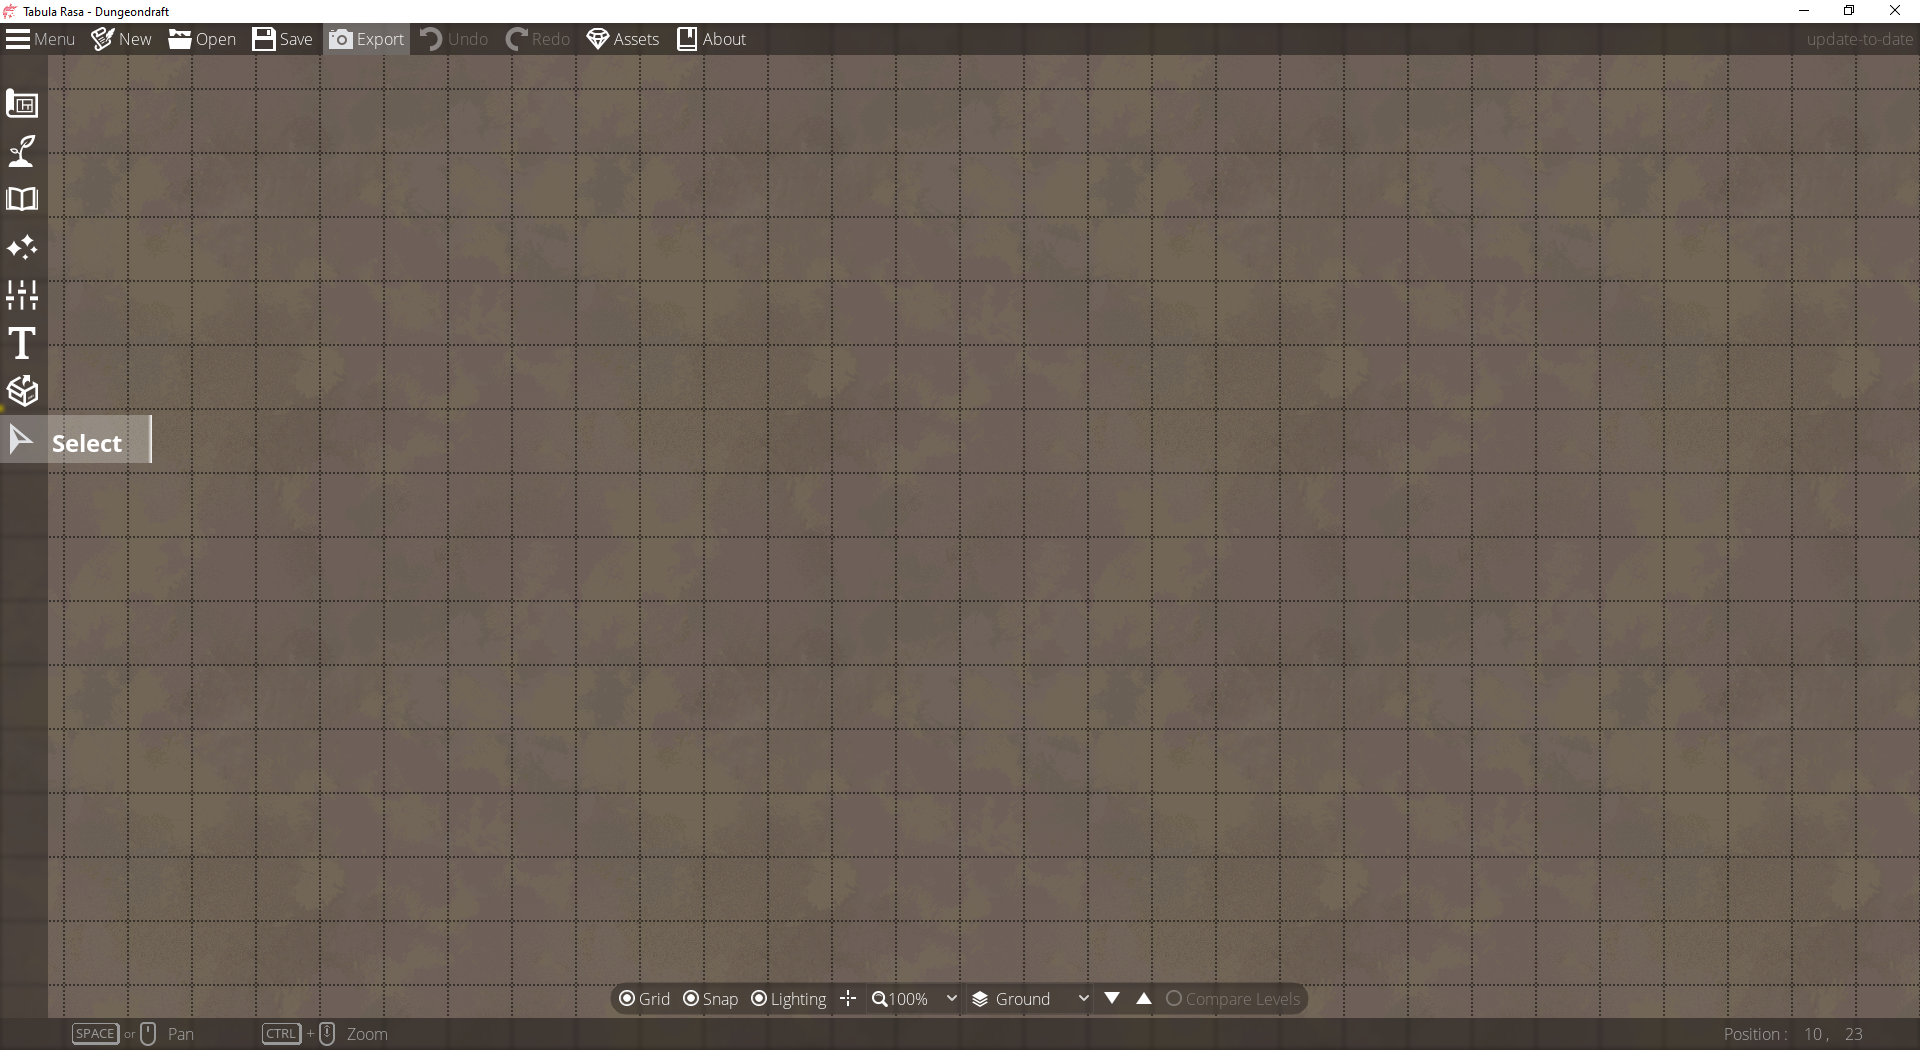 Tabula Rasa - Dungeondraft
Menu New Open Save Export Undo Redo Assets About update-to-date
Select
Grid Snap Lighting 100% Ground Compare Levels
SPACE or Pan CTRL + Zoom Position : 10 , 23